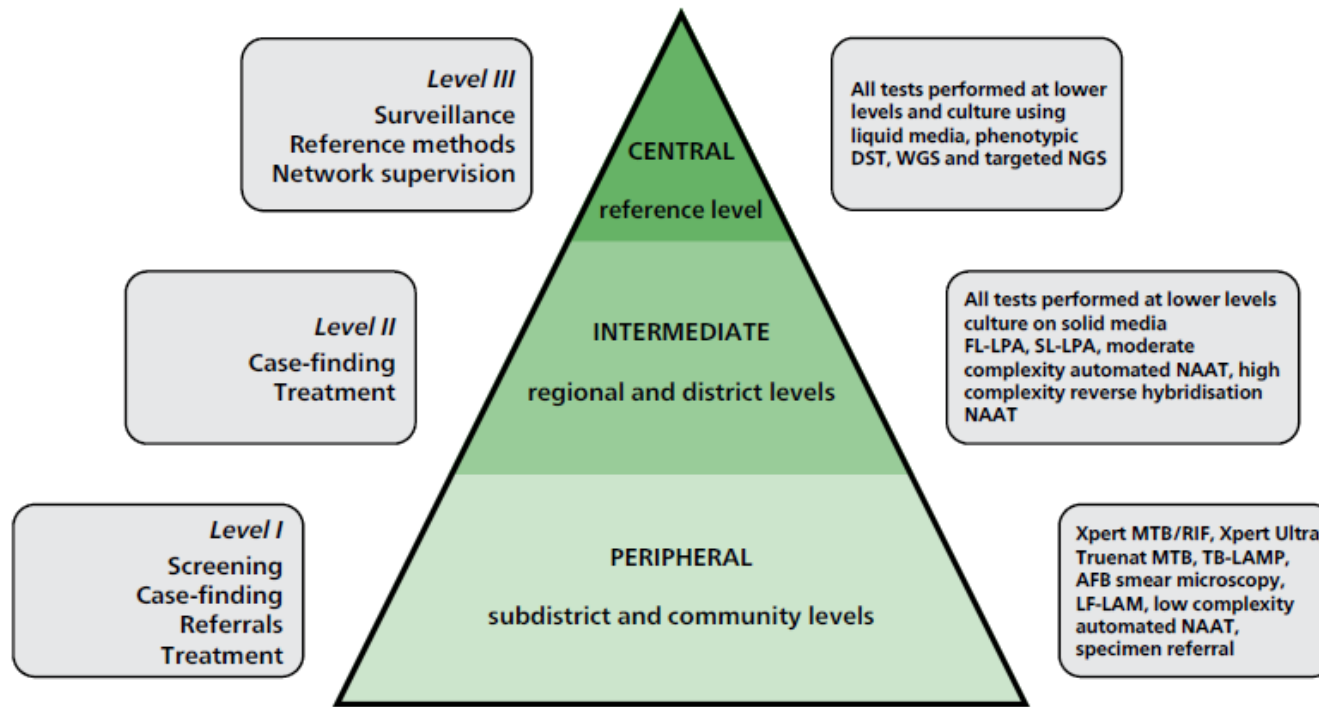 Level III
Surveillance
Reference methods
Network supervision
CENTRAL
reference level
All tests performed at lower
levels and culture using
liquid media, phenotypic
DST, WGS and targeted NGS
Level II
Case-finding
Treatment
INTERMEDIATE
regional and district levels
All tests performed at lower levels
culture on solid media
FL-LPA, SL-LPA, moderate
complexity automated NAAT, high
complexity reverse hybridisation
NAAT
Level I
Screening
Case-finding
Referrals
Treatment
PERIPHERAL
subdistrict and community levels
Xpert MTB/RIF, Xpert Ultra
Truenat MTB, TB-LAMP,
AFB smear microscopy,
LF-LAM, low complexity
automated NAAT,
specimen referral